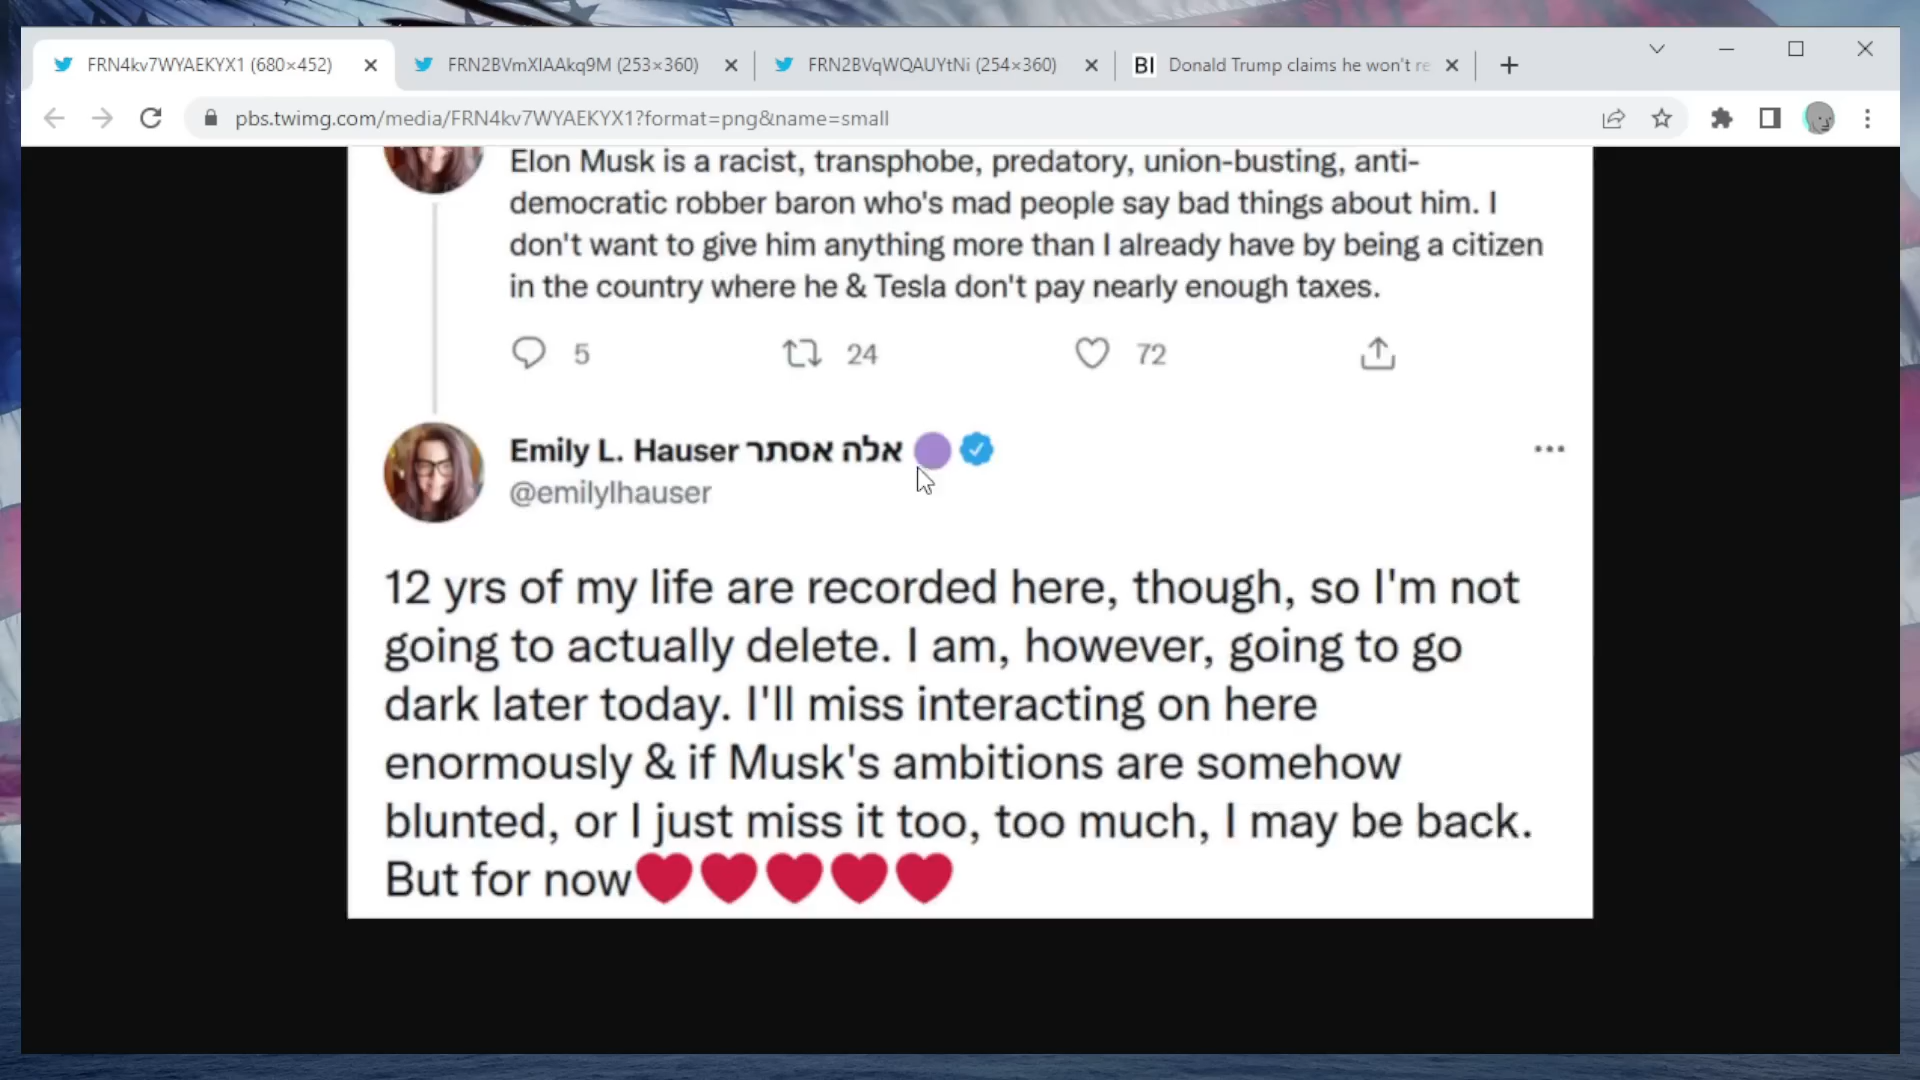 FRN4kv7WYAEKYX1 (680×452)
FRN2BVmXIAAkq9M (253×360)
FRN2BVqWQAUYtNi (254×360)
BI Donald Trump claims he won't re
pbs.twimg.com/media/FRN4kv7WYAEKYX1?format=png&name=small
Elon Musk is a racist, transphobe, predatory, union-busting, anti-
democratic robber baron who's mad people say bad things about him. I
don't want to give him anything more than I already have by being a citizen
in the country where he & Tesla don't pay nearly enough taxes.
5 24 72
Emily L. Hauser אלה אסתר
@emilylhauser
12 yrs of my life are recorded here, though, so I'm not
going to actually delete. I am, however, going to go
dark later today. I'll miss interacting on here
enormously & if Musk's ambitions are somehow
blunted, or I just miss it too, too much, I may be back.
But for now❤❤❤❤❤